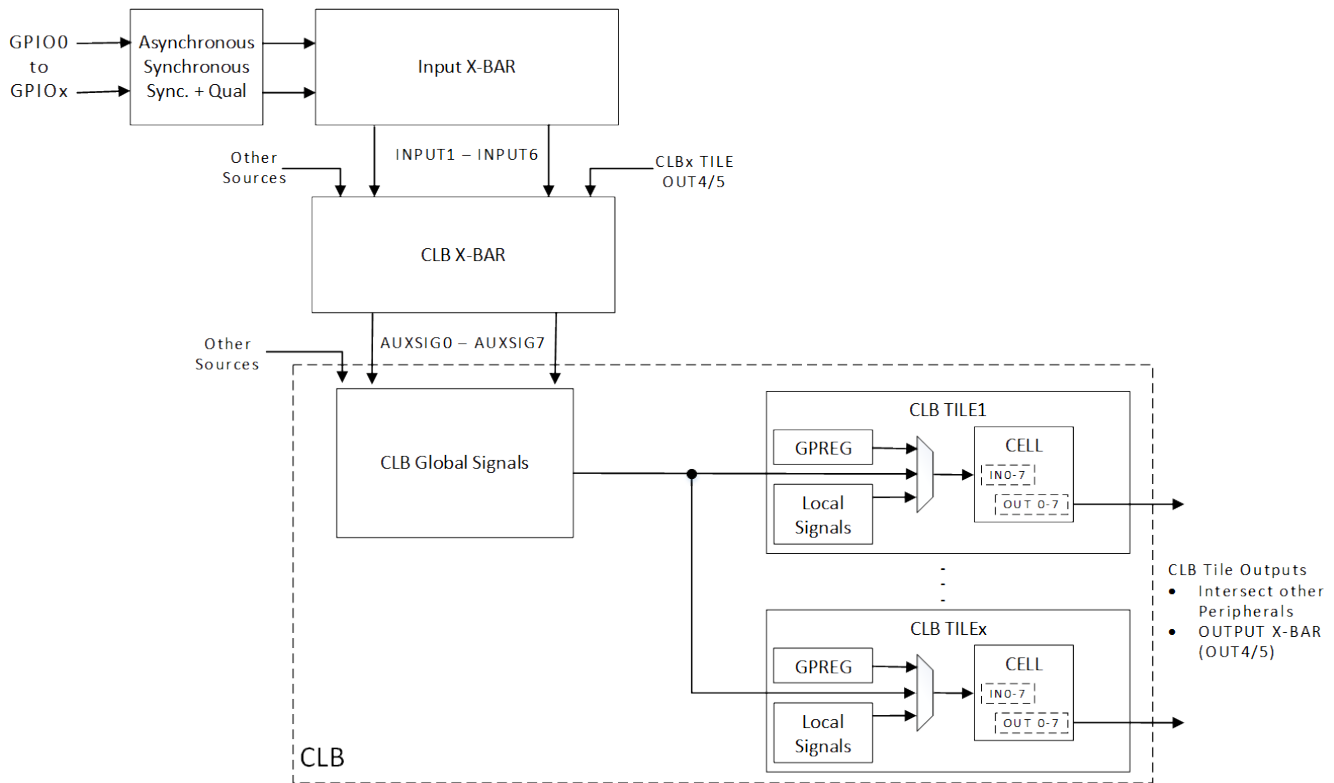 GPIO0
to
GPIOx
Asynchronous
Synchronous
Sync. + Qual
Input X-BAR
INPUT1 – INPUT6
Other
Sources
CLBx TILE
OUT4/5
CLB X-BAR
AUXSIG0 – AUXSIG7
Other
Sources
CLB Global Signals
CLB TILE1
GPREG
Local
Signals
CELL
IN0-7
OUT 0-7
CLB Tile Outputs
• Intersect other
Peripherals
• OUTPUT X-BAR
(OUT4/5)
CLB TILEx
GPREG
Local
Signals
CELL
IN0-7
OUT 0-7
CLB